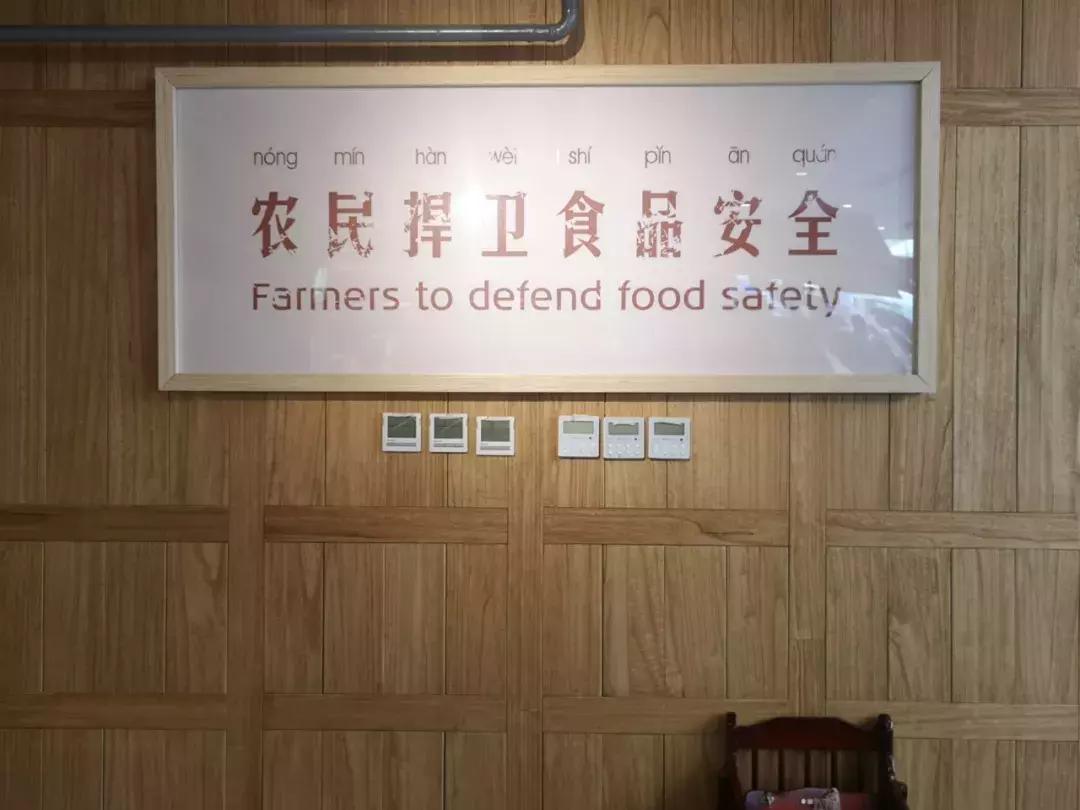 nóng mín hàn wèi shí pǐn ān quán
农民捍卫食品安全
Farmers to defend food safety